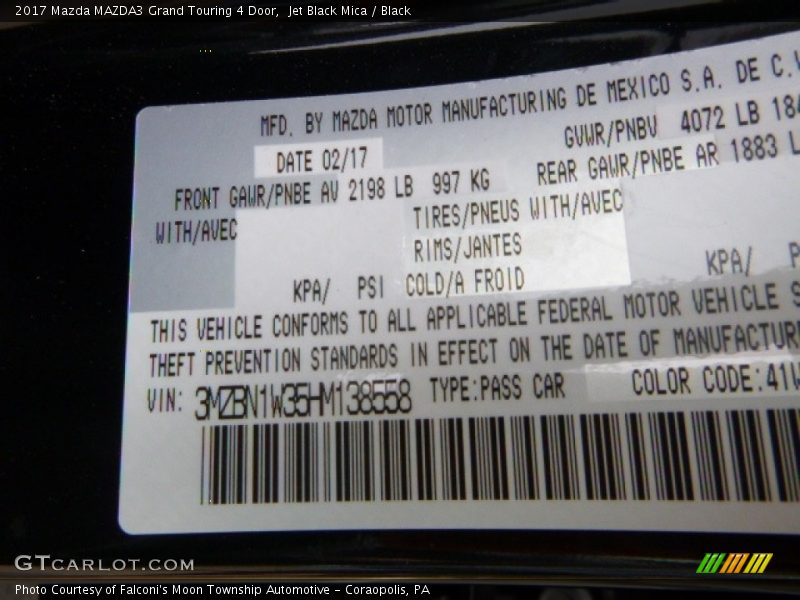 2017 Mazda MAZDA3 Grand Touring 4 Door,  Jet Black Mica / Black
MFD. BY MAZDA MOTOR MANUFACTURING DE MEXICO S.A. DE C.V
DATE 02/17
GVWR/PNBV 4072 LB 184
FRONT GAWR/PNBE AV 2198 LB 997 KG
REAR GAWR/PNBE AR 1883 L
WITH/AVEC
TIRES/PNEUS WITH/AVEC
RIMS/JANTES
KPA/ PSI COLD/A FROID
KPA/ P
THIS VEHICLE CONFORMS TO ALL APPLICABLE FEDERAL MOTOR VEHICLE S
THEFT PREVENTION STANDARDS IN EFFECT ON THE DATE OF MANUFACTUR
VIN: 3MZBN1W35HM138558 TYPE:PASS CAR COLOR CODE:41W
GTCARLOT.COM
Photo Courtesy of Falconi's Moon Township Automotive - Coraopolis, PA